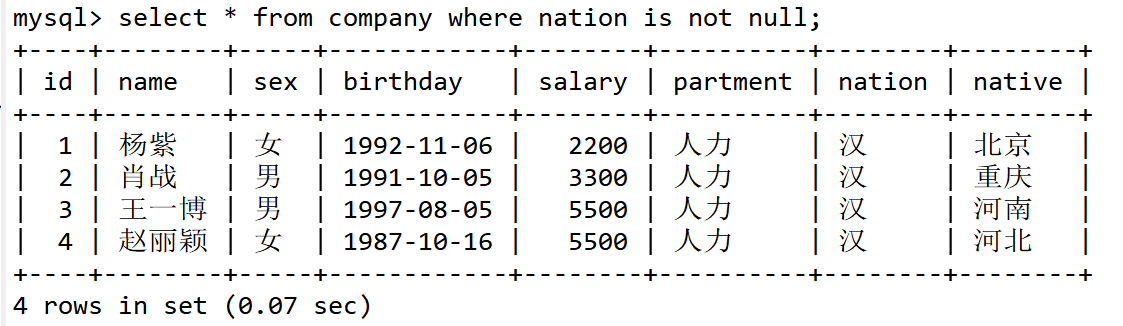 mysql> select * from company where nation is not null;
+----+--------+-----+------------+--------+----------+--------+--------+
| id | name   | sex | birthday   | salary | partment | nation | native |
+----+--------+-----+------------+--------+----------+--------+--------+
|  1 | 杨紫   | 女  | 1992-11-06 |   2200 | 人力     | 汉     | 北京   |
|  2 | 肖战   | 男  | 1991-10-05 |   3300 | 人力     | 汉     | 重庆   |
|  3 | 王一博 | 男  | 1997-08-05 |   5500 | 人力     | 汉     | 河南   |
|  4 | 赵丽颖 | 女  | 1987-10-16 |   5500 | 人力     | 汉     | 河北   |
+----+--------+-----+------------+--------+----------+--------+--------+
4 rows in set (0.07 sec)